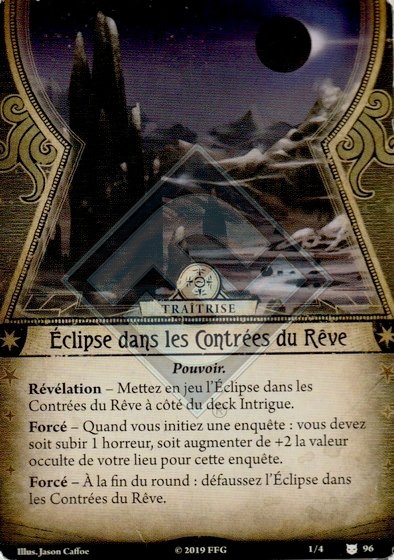 TRAÎTRISE
Éclipse dans les Contrées du Rêve
Pouvoir.
Révélation – Mettez en jeu l'Éclipse dans les
Contrées du Rêve à côté du deck Intrigue.
Forcé – Quand vous initiez une enquête : vous devez
soit subir 1 horreur, soit augmenter de +2 la valeur
occulte de votre lieu pour cette enquête.
Forcé – À la fin du round : défaussez l'Éclipse dans
les Contrées du Rêve.
Illus. Jason Caffoe © 2019 FFG 1/4 96